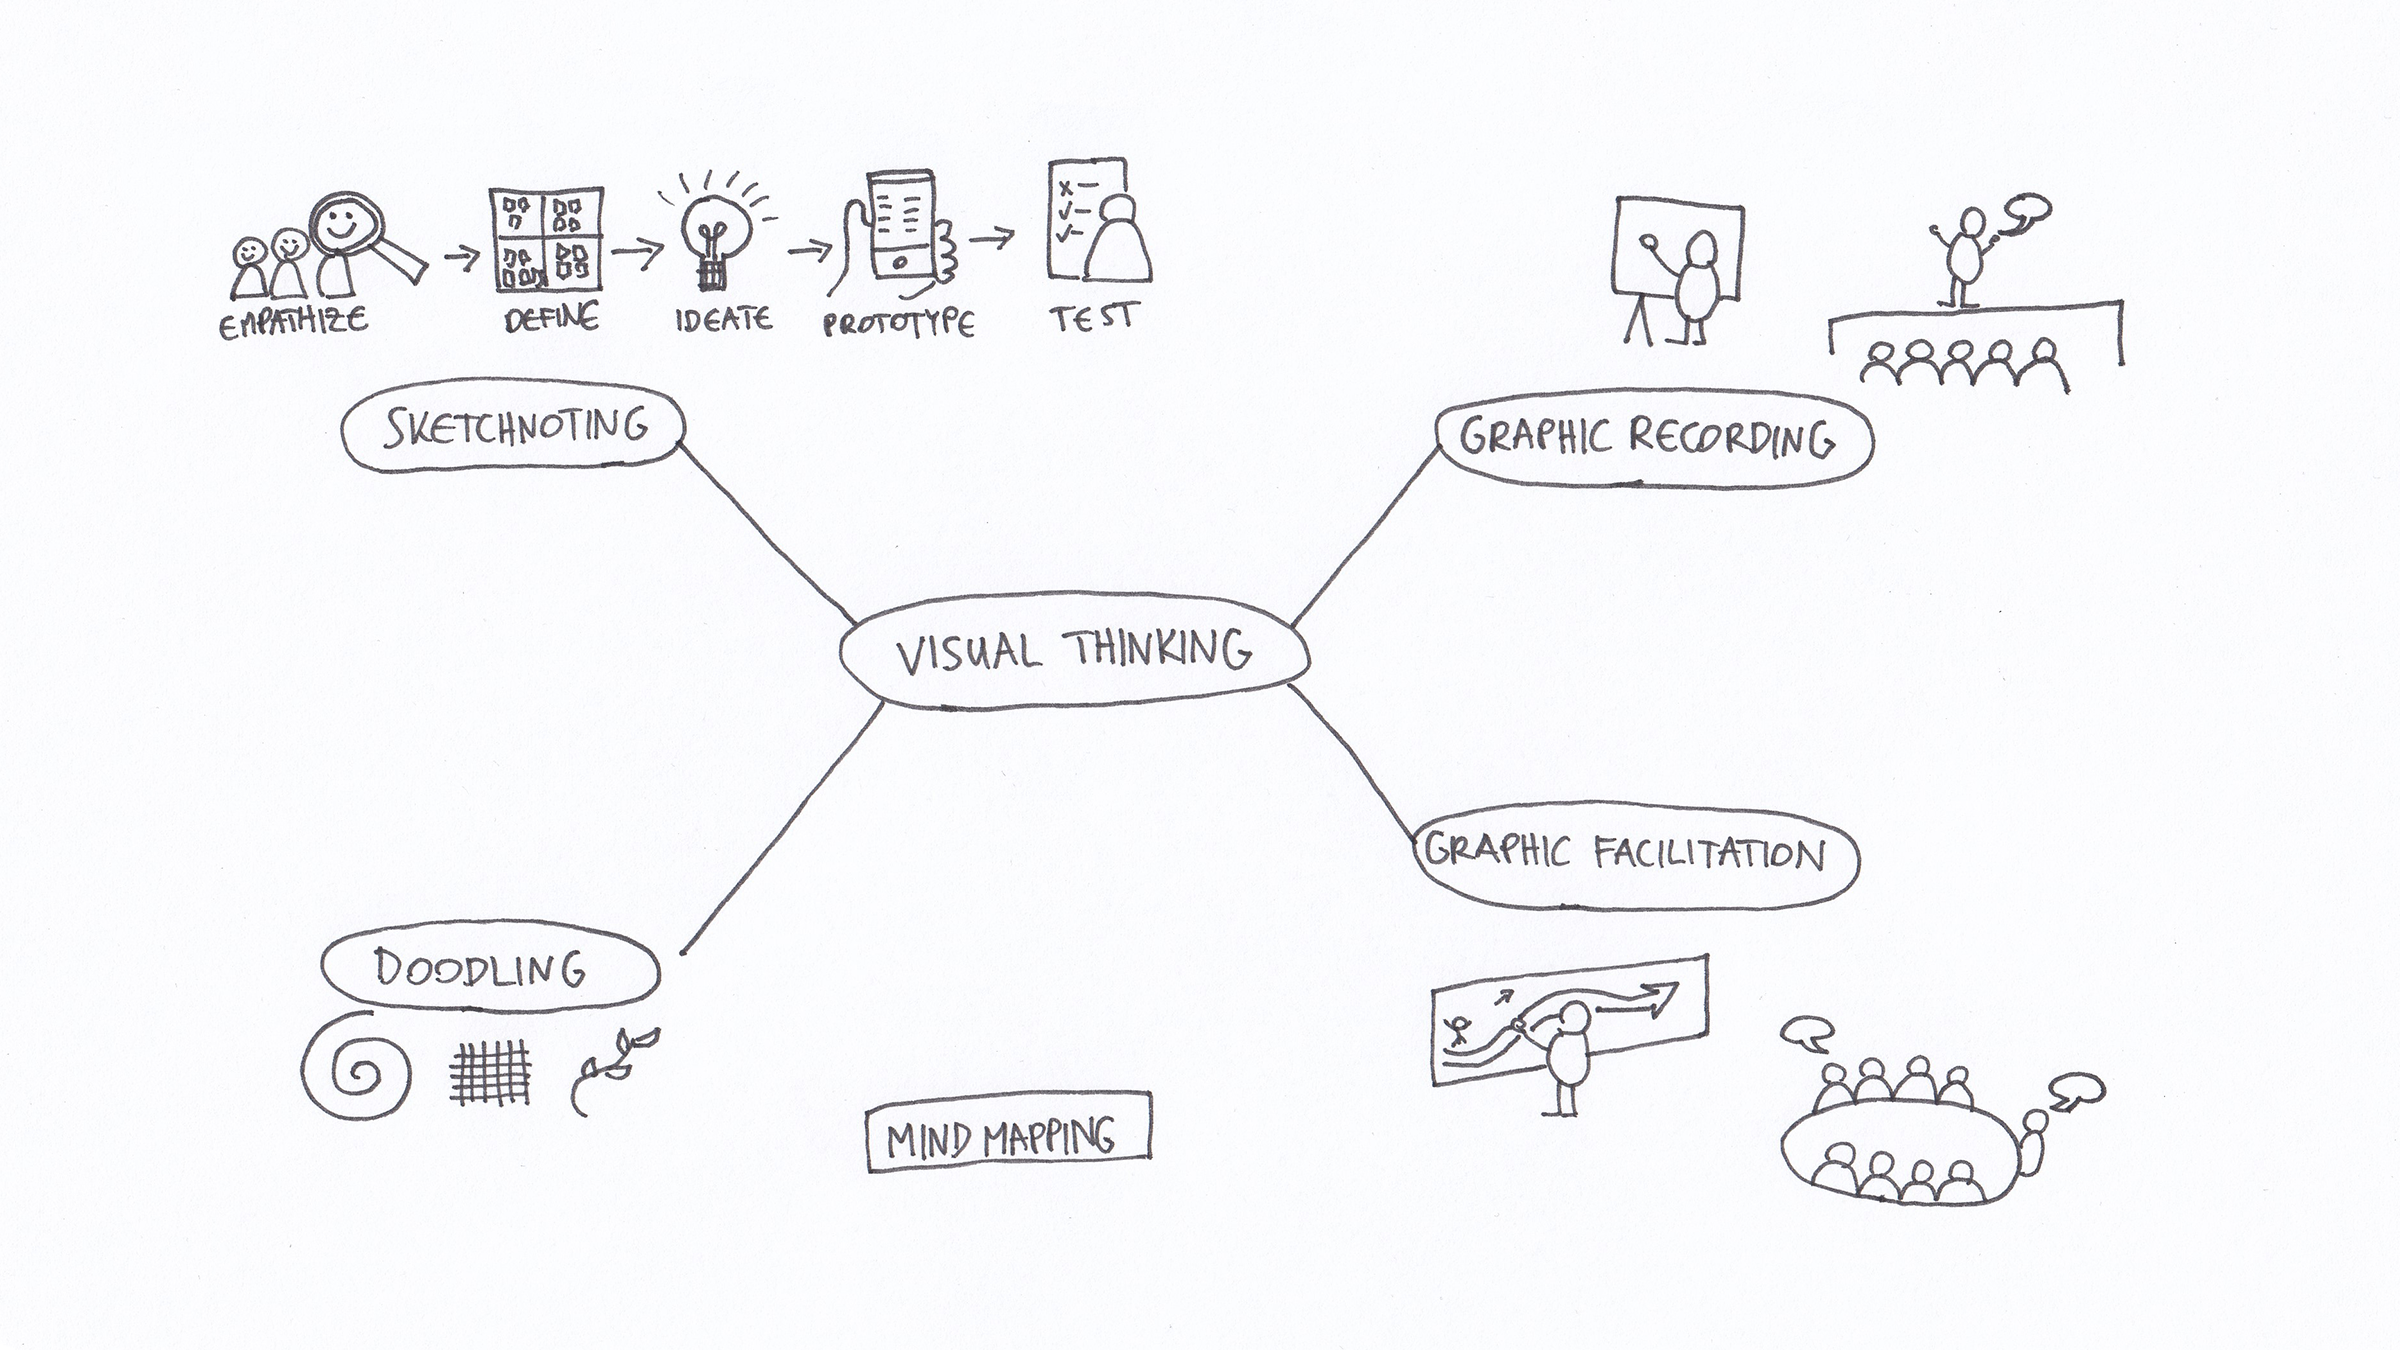 EMPATHIZE
DEFINE
IDEATE
PROTOTYPE
TEST
SKETCHNOTING
GRAPHIC RECORDING
VISUAL THINKING
GRAPHIC FACILITATION
DOODLING
MIND MAPPING